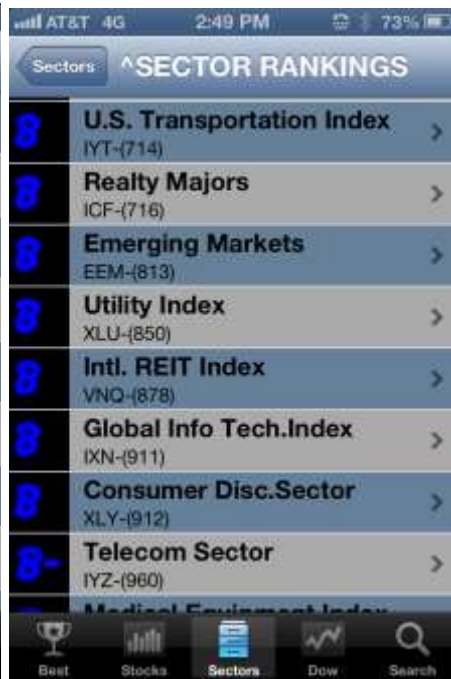 AT&T 4G 2:49 PM 73%
Sectors ^SECTOR RANKINGS
8 U.S. Transportation Index
IYT-(714)
8 Realty Majors
ICF-(716)
8 Emerging Markets
EEM-(813)
8 Utility Index
XLU-(850)
8 Intl. REIT Index
VNQ-(878)
8 Global Info Tech.Index
IXN-(911)
8 Consumer Disc.Sector
XLY-(912)
8- Telecom Sector
IYZ-(960)
Medical Equipment Index
Best Stocks Sectors Dow Search